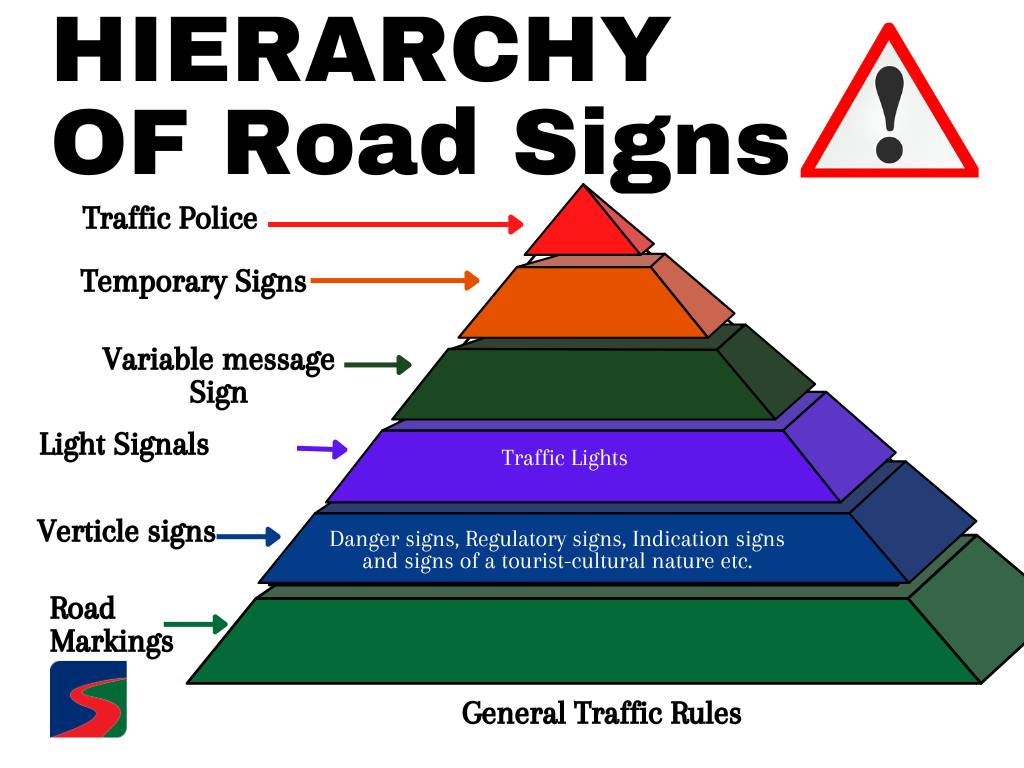 HIERARCHY
OF Road Signs
Traffic Police
Temporary Signs
Variable message
Sign
Light Signals
Traffic Lights
Verticle signs
Danger signs, Regulatory signs, Indication signs
and signs of a tourist-cultural nature etc.
Road
Markings
General Traffic Rules